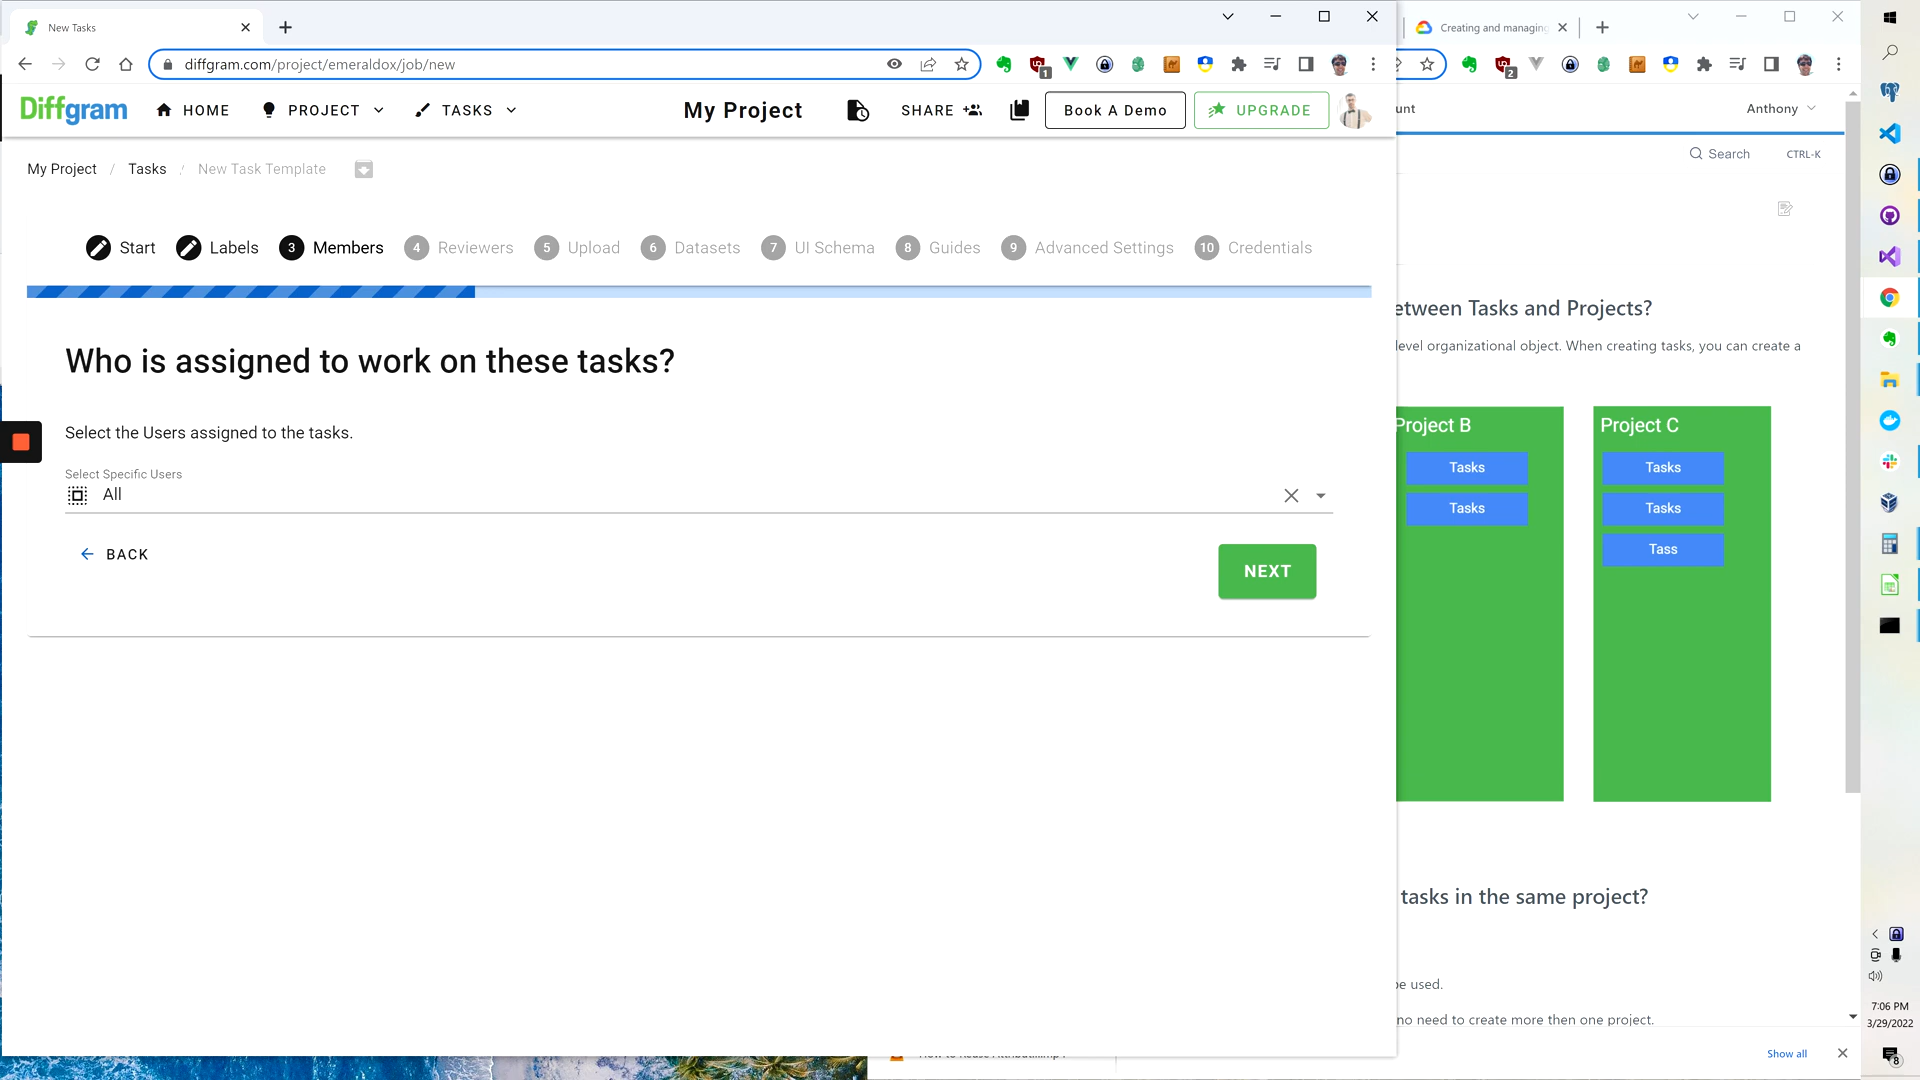 New Tasks
Creating and managing
diffgram.com/project/emeraldox/job/new
1
2
Diffgram
HOME
PROJECT
TASKS
My Project
SHARE
Book A Demo
UPGRADE
unt
Anthony
Search
CTRL-K
My Project / Tasks / New Task Template
Start
Labels
3 Members
4 Reviewers
5 Upload
6 Datasets
7 UI Schema
8 Guides
9 Advanced Settings
10 Credentials
Who is assigned to work on these tasks?
Select the Users assigned to the tasks.
Select Specific Users
All
BACK
NEXT
etween Tasks and Projects?
level organizational object. When creating tasks, you can create a
Project B
Tasks
Tasks
Project C
Tasks
Tasks
Tass
tasks in the same project?
be used.
no need to create more then one project.
Show all
7:06 PM
3/29/2022
8